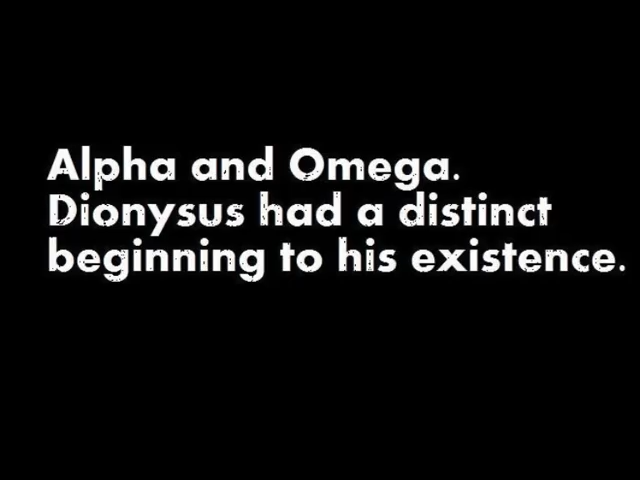 Alpha and Omega.
Dionysus had a distinct
beginning to his existence.